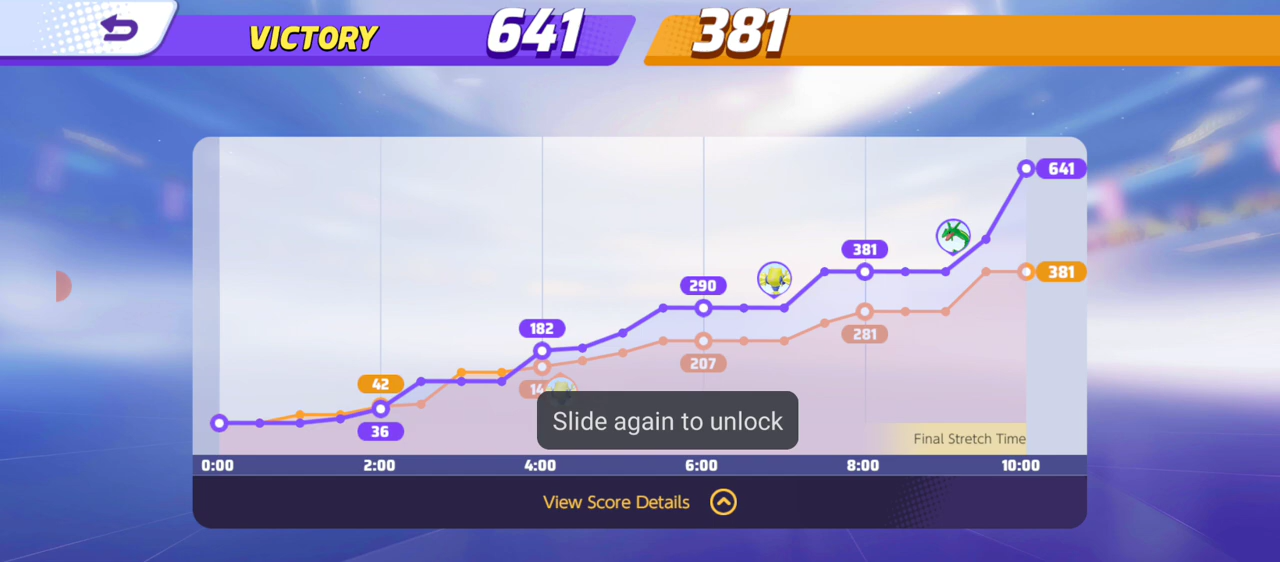 VICTORY 641 381
641
381
381
290
281
182
207
42
36
Slide again to unlock
Final Stretch Time
0:00 2:00 4:00 6:00 8:00 10:00
View Score Details